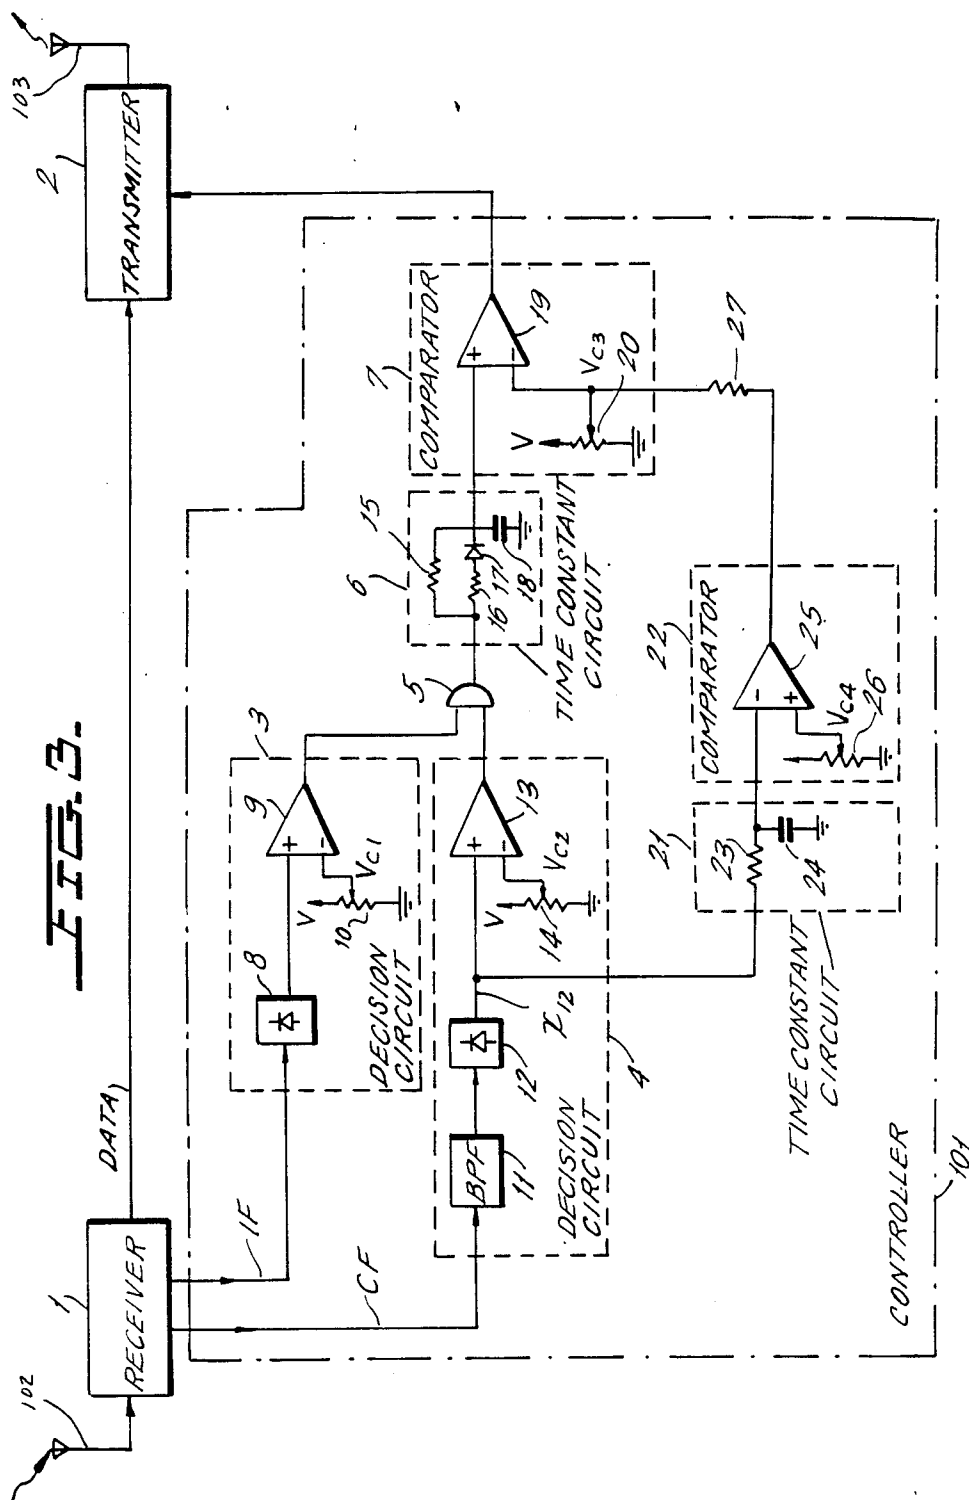 FIG. 3.
102
1
RECEIVER
DATA
2
TRANSMITTER
103
IF
CF
8
9
3
+
-
V
10
VC1
DECISION
CIRCUIT
5
6
15
16
17
18
TIME CONSTANT
CIRCUIT
7
COMPARATOR
+
-
19
V
VC3
20
27
BPF
11
12
13
+
-
V
14
VC2
DECISION
CIRCUIT
4
21
23
24
TIME CONSTANT
CIRCUIT
22
COMPARATOR
-
+
25
VC4
26
CONTROLLER
101